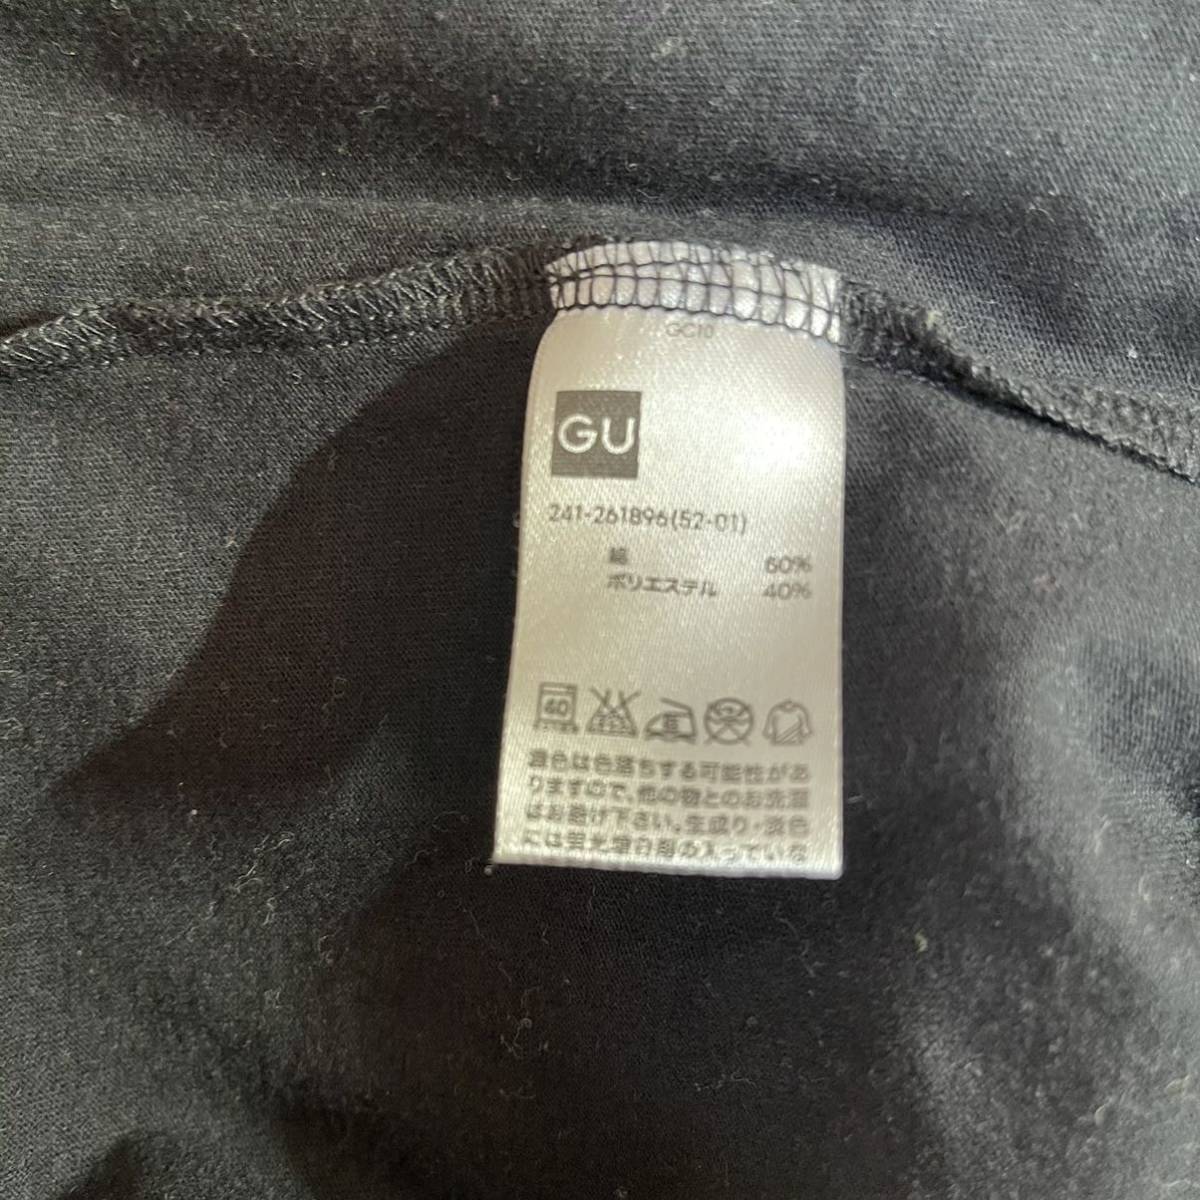 GC10
GU
241-261896(52-01)
綿 60%
ポリエステル 40%
40
濃色は色落ちする可能性があ
りますので、他の物とのお洗濯
はお避け下さい。生成り・淡色
には蛍光増白剤の入っていな